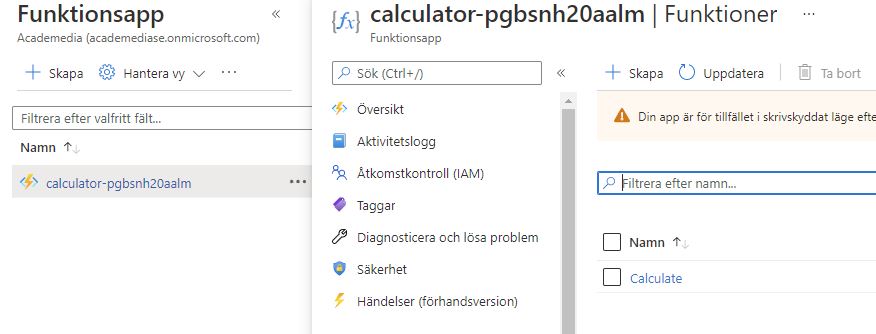 Funktionsapp
Academedia (academediase.onmicrosoft.com)
Skapa Hantera vy
Filtrera efter valfritt fält...
Namn
calculator-pgbsnh20aalm
calculator-pgbsnh20aalm | Funktioner
Funktionsapp
Sök (Ctrl+/)
Översikt
Aktivitetslogg
Åtkomstkontroll (IAM)
Taggar
Diagnosticera och lösa problem
Säkerhet
Händelser (förhandsversion)
Skapa Uppdatera Ta bort
Din app är för tillfället i skrivskyddat läge efte
Filtrera efter namn...
Namn
Calculate